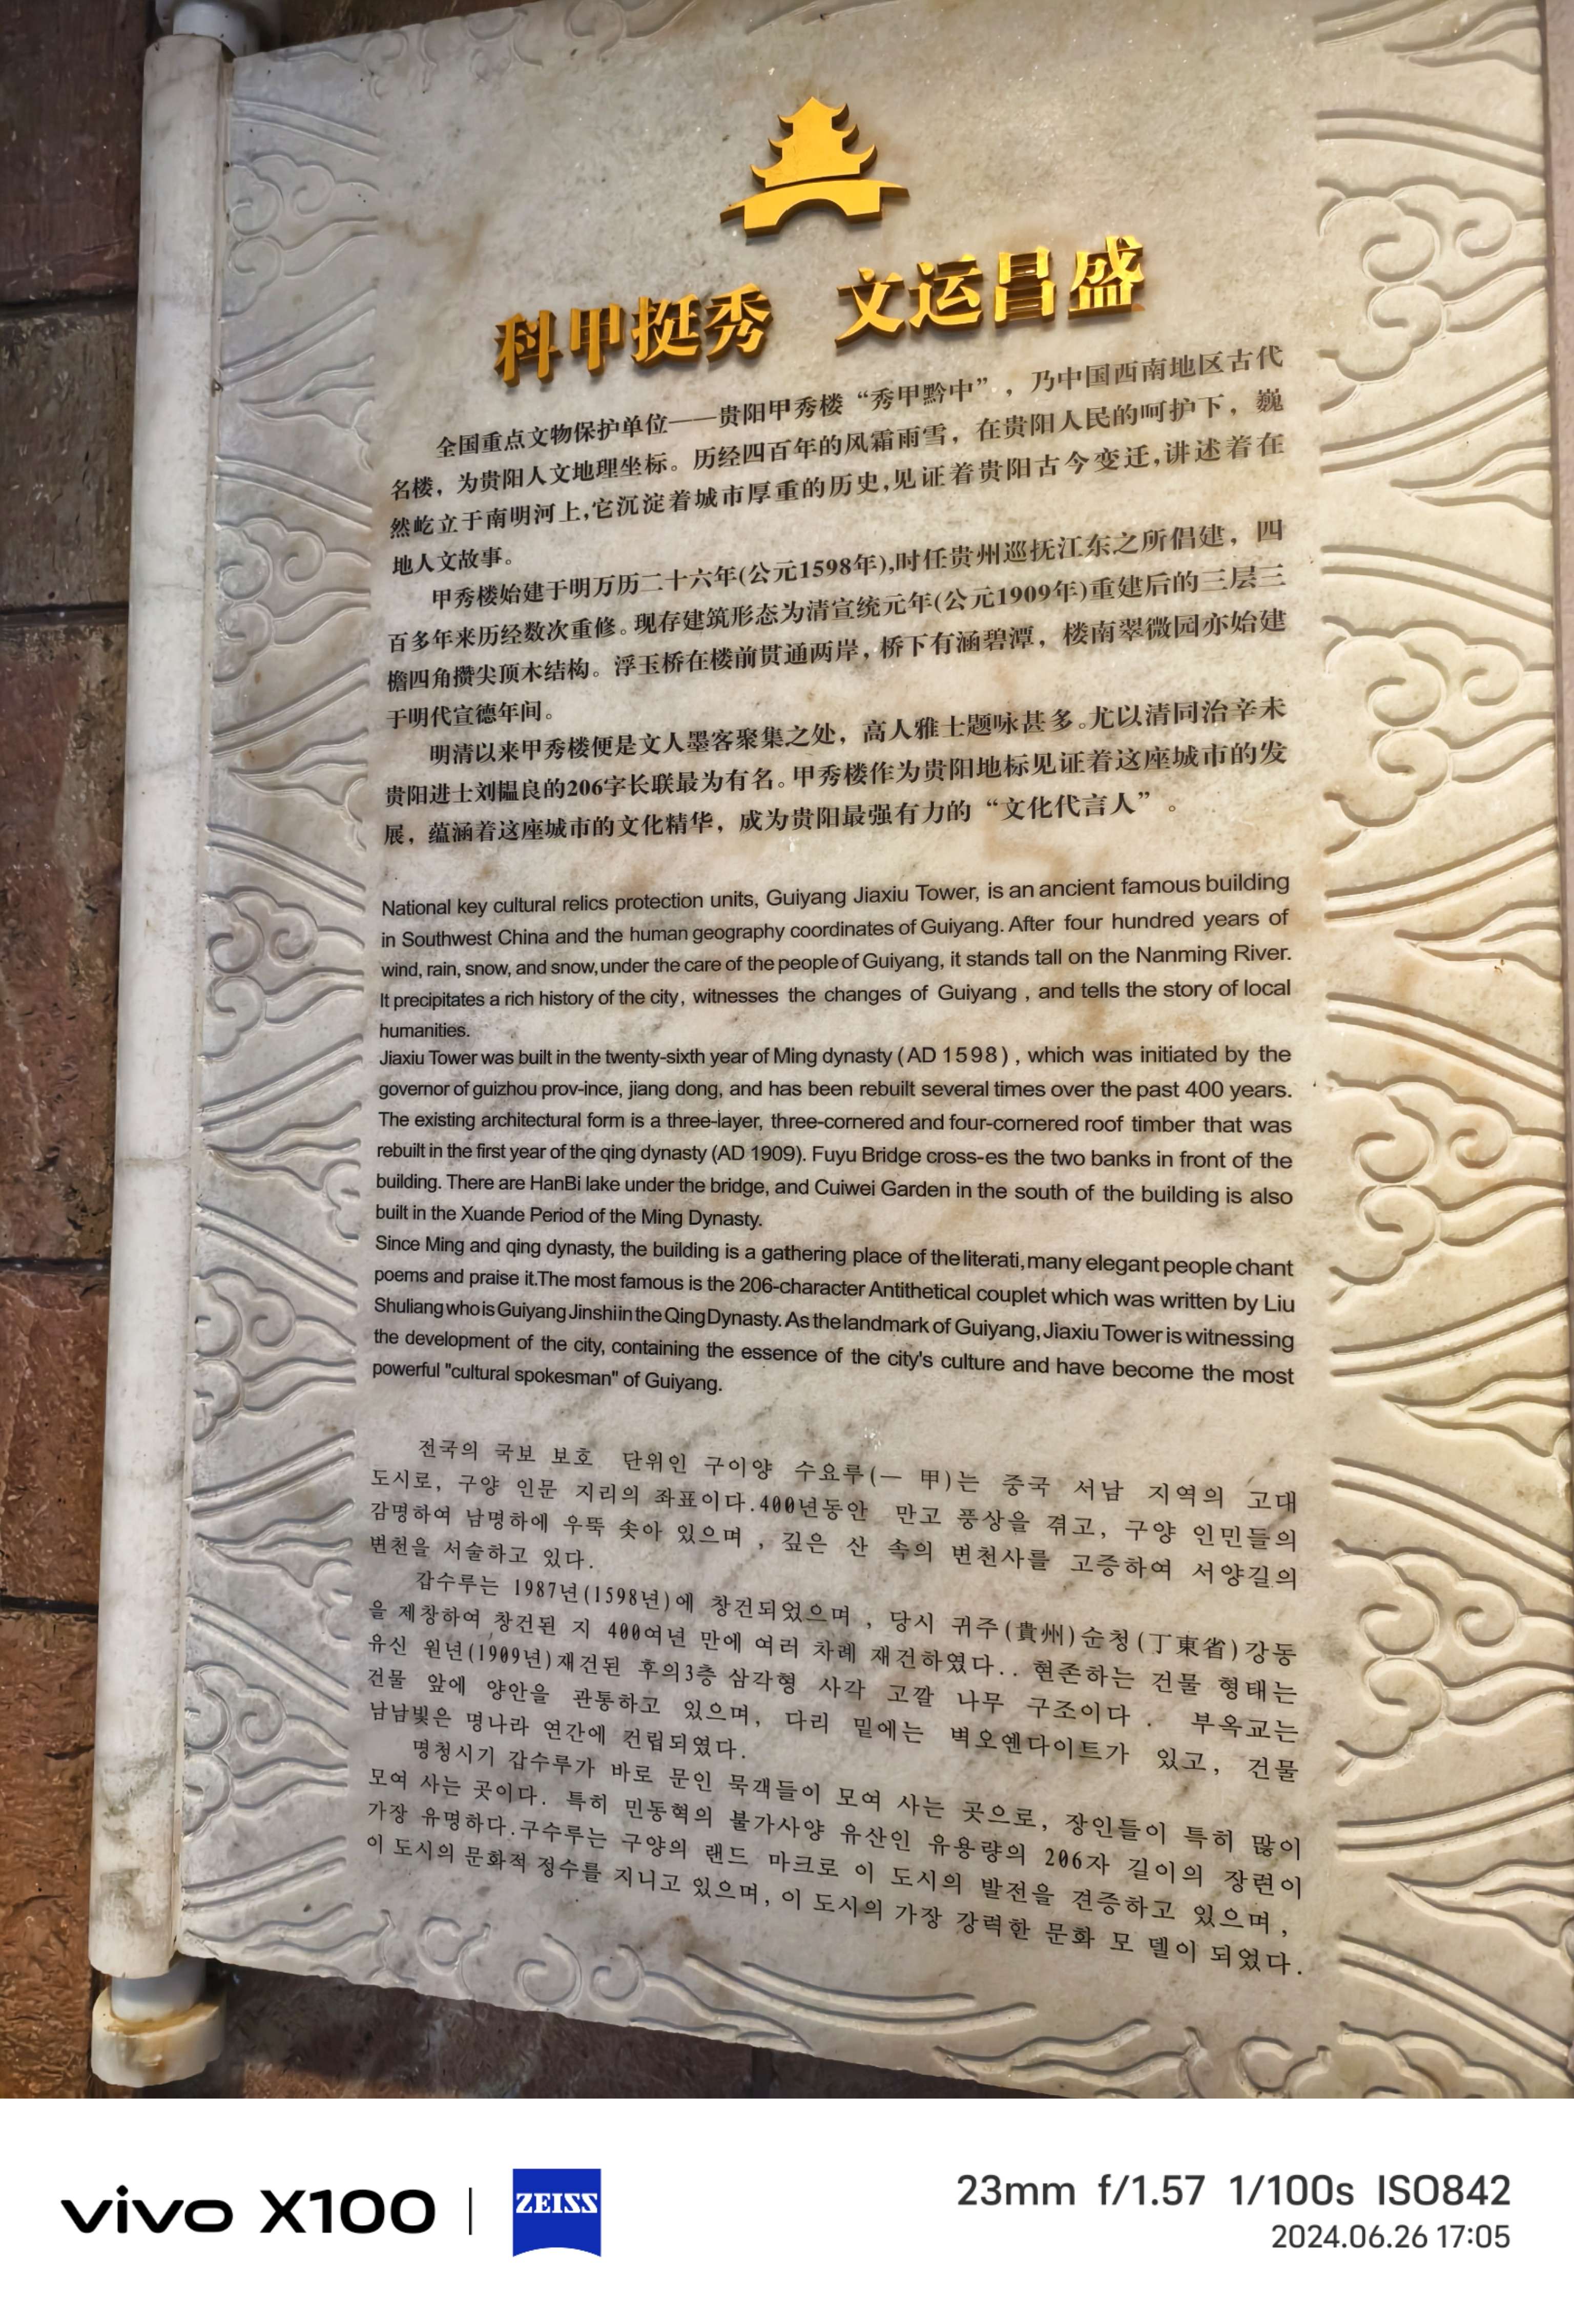 科甲挺秀 文运昌盛
全国重点文物保护单位——贵阳甲秀楼“秀甲黔中”，乃中国西南地区古代
名楼，为贵阳人文地理坐标。历经四百年的风霜雨雪，在贵阳人民的呵护下，巍
然屹立于南明河上,它沉淀着城市厚重的历史,见证着贵阳古今变迁,讲述着在
地人文故事。
甲秀楼始建于明万历二十六年(公元1598年),时任贵州巡抚江东之所倡建，四
百多年来历经数次重修。现存建筑形态为清宣统元年(公元1909年)重建后的三层三
檐四角攒尖顶木结构。浮玉桥在楼前贯通两岸，桥下有涵碧潭，楼南翠微园亦始建
于明代宣德年间。
明清以来甲秀楼便是文人墨客聚集之处，高人雅士题咏甚多。尤以清同治辛未
贵阳进士刘韫良的206字长联最为有名。甲秀楼作为贵阳地标见证着这座城市的发
展，蕴涵着这座城市的文化精华，成为贵阳最强有力的“文化代言人”。
National key cultural relics protection units, Guiyang Jiaxiu Tower, is an ancient famous building
in Southwest China and the human geography coordinates of Guiyang. After four hundred years of
wind, rain, snow, and snow,under the care of the people of Guiyang, it stands tall on the Nanming River.
It precipitates a rich history of the city, witnesses the changes of Guiyang , and tells the story of local
humanities.
Jiaxiu Tower was built in the twenty-sixth year of Ming dynasty (AD 1598) , which was initiated by the
governor of guizhou prov-ince, jiang dong, and has been rebuilt several times over the past 400 years.
The existing architectural form is a three-layer, three-cornered and four-cornered roof timber that was
rebuilt in the first year of the qing dynasty (AD 1909). Fuyu Bridge cross-es the two banks in front of the
building. There are HanBi lake under the bridge, and Cuiwei Garden in the south of the building is also
built in the Xuande Period of the Ming Dynasty.
Since Ming and qing dynasty, the building is a gathering place of the literati, many elegant people chant
poems and praise it.The most famous is the 206-character Antithetical couplet which was written by Liu
Shuliang who is Guiyang Jinshi in the Qing Dynasty. As the landmark of Guiyang, Jiaxiu Tower is witnessing
the development of the city, containing the essence of the city's culture and have become the most
powerful "cultural spokesman" of Guiyang.
전국의 국보 보호 단위인 구이양 수요루(一 甲)는 중국 서남 지역의 고대
도시로, 구양 인문 지리의 좌표이다.400년동안 만고 풍상을 겪고, 구양 인민들의
감명하여 남명하에 우뚝 솟아 있으며 , 깊은 산 속의 변천사를 고증하여 서양길의
변천을 서술하고 있다.
갑수루는 1987년(1598년)에 창건되었으며 , 당시 귀주(貴州)순청(丁東省)강동
을 제창하여 창건된 지 400여년 만에 여러 차례 재건하였다.. 현존하는 건물 형태는
유신 원년(1909년)재건된 후의3층 삼각형 사각 고깔 나무 구조이다 . 부옥교는
건물 앞에 양안을 관통하고 있으며, 다리 밑에는 벽오엔다이트가 있고, 건물
남남빛은 명나라 연간에 컨립되였다.
명청시기 갑수루가 바로 문인 묵객들이 모여 사는 곳으로, 장인들이 특히 많이
모여 사는 곳이다. 특히 민동혁의 불가사양 유산인 유용량의 206자 길이의 장련이
가장 유명하다.구수루는 구양의 랜드 마크로 이 도시의 발전을 견증하고 있으며,
이 도시의 문화적 정수를 지니고 있으며, 이 도시의 가장 강력한 문화 모 델이 되었다.
vivo X100 | ZEISS
23mm f/1.57 1/100s ISO842
2024.06.26 17:05